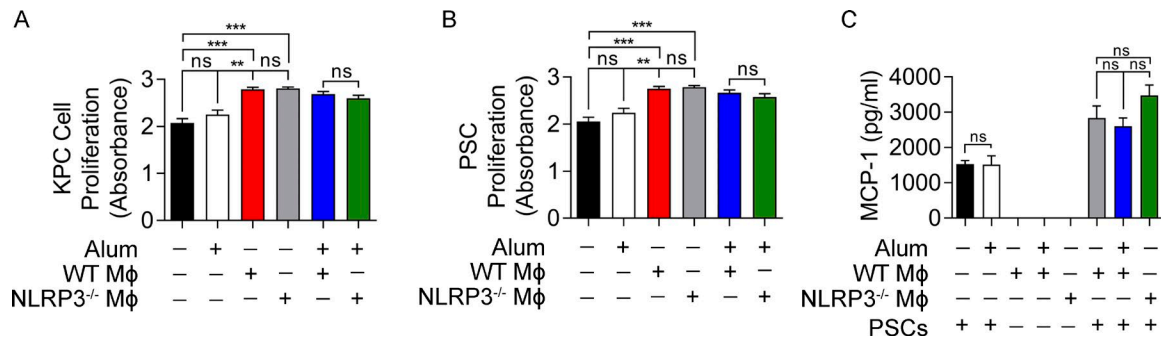 A
***
***
ns
**
ns
ns
3
2
1
0
KPC Cell
Proliferation
(Absorbance)
Alum – + – – + +
WT Mϕ – – + – + –
NLRP3-/- Mϕ – – – + – +
B
***
***
ns
**
ns
ns
3
2
1
0
PSC
Proliferation
(Absorbance)
Alum – + – – + +
WT Mϕ – – + – + –
NLRP3-/- Mϕ – – – + – +
C
ns
ns ns
ns
4000
3000
2000
1000
0
MCP-1 (pg/ml)
Alum – + – + – – + –
WT Mϕ – – + + – + + –
NLRP3-/- Mϕ – – – – + – – +
PSCs + + – – – + + +